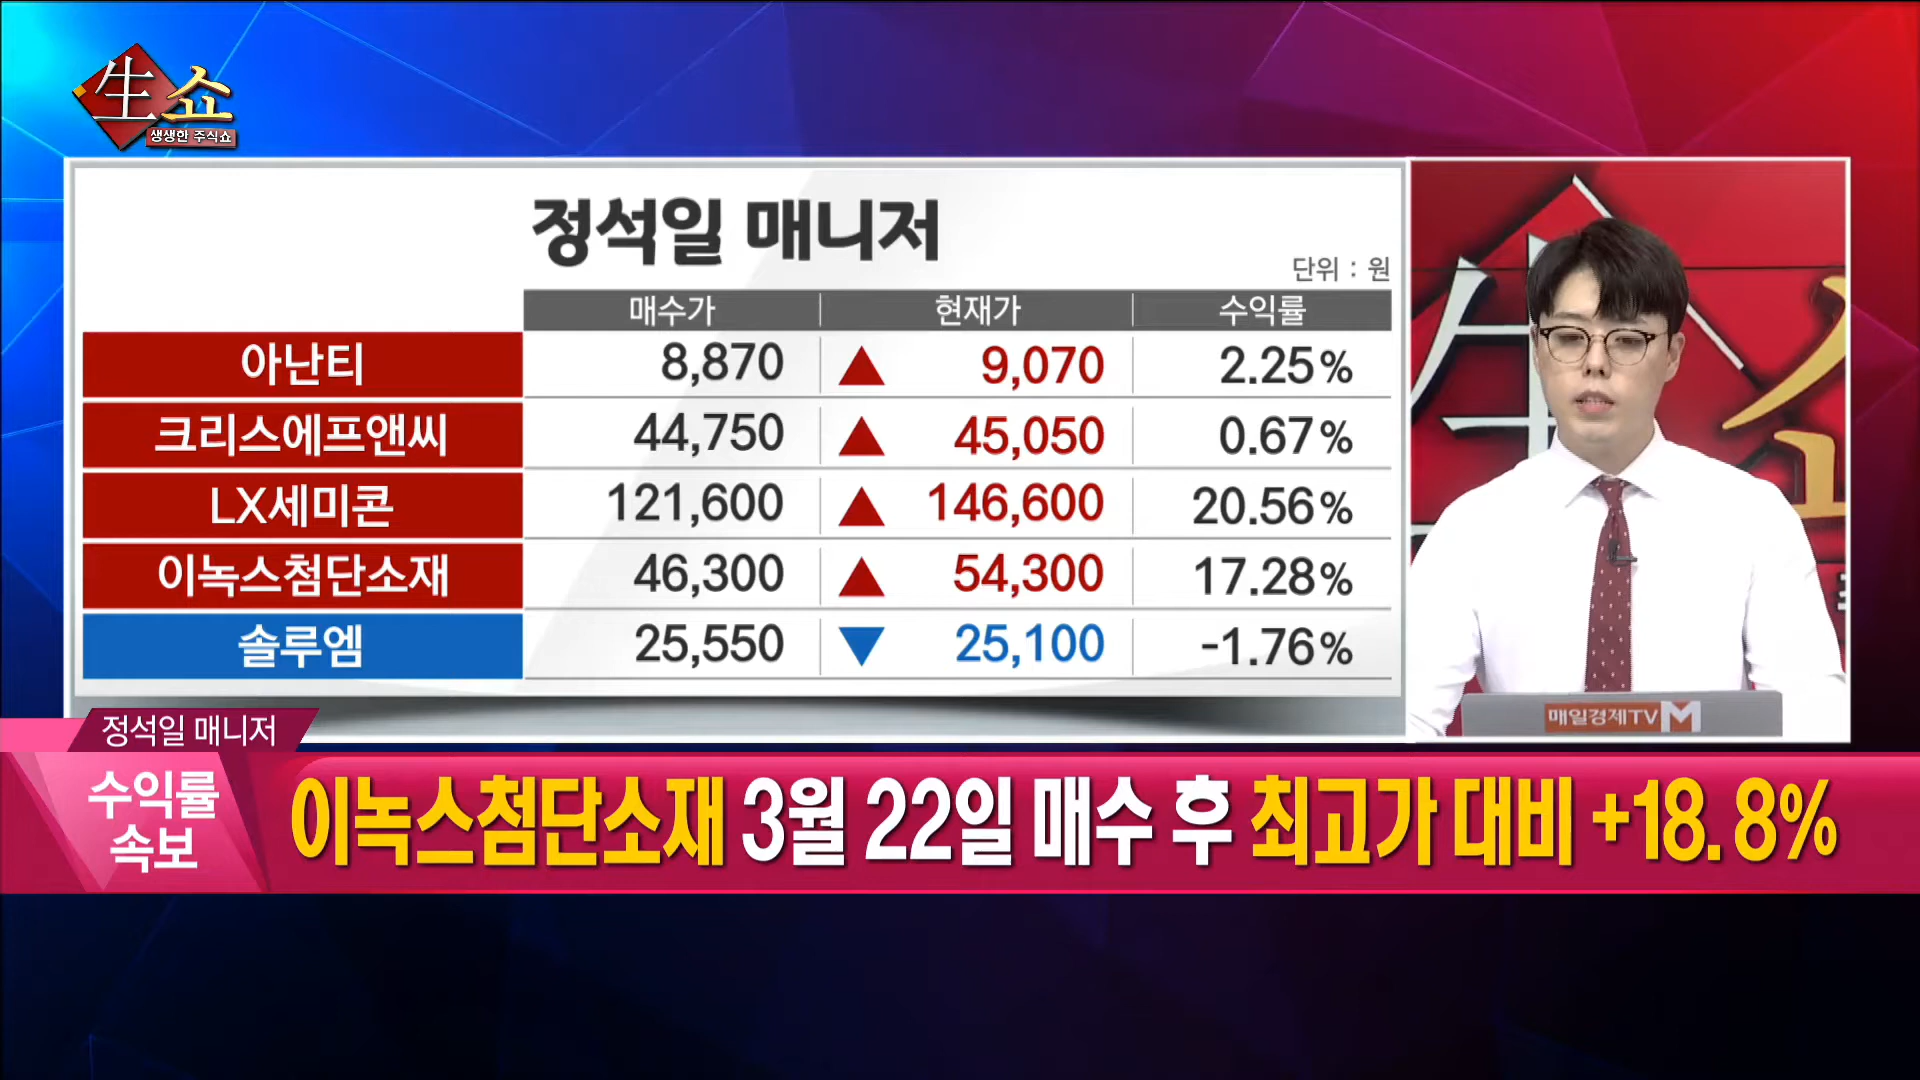 生쇼
생생한 주식쇼
정석일 매니저
단위 : 원
매수가 현재가 수익률
아난티 8,870 ▲ 9,070 2.25%
크리스에프앤씨 44,750 ▲ 45,050 0.67%
LX세미콘 121,600 ▲ 146,600 20.56%
이녹스첨단소재 46,300 ▲ 54,300 17.28%
솔루엠 25,550 ▼ 25,100 -1.76%
매일경제TV M
정석일 매니저
수익률
속보
이녹스첨단소재 3월 22일 매수 후 최고가 대비 +18.8%